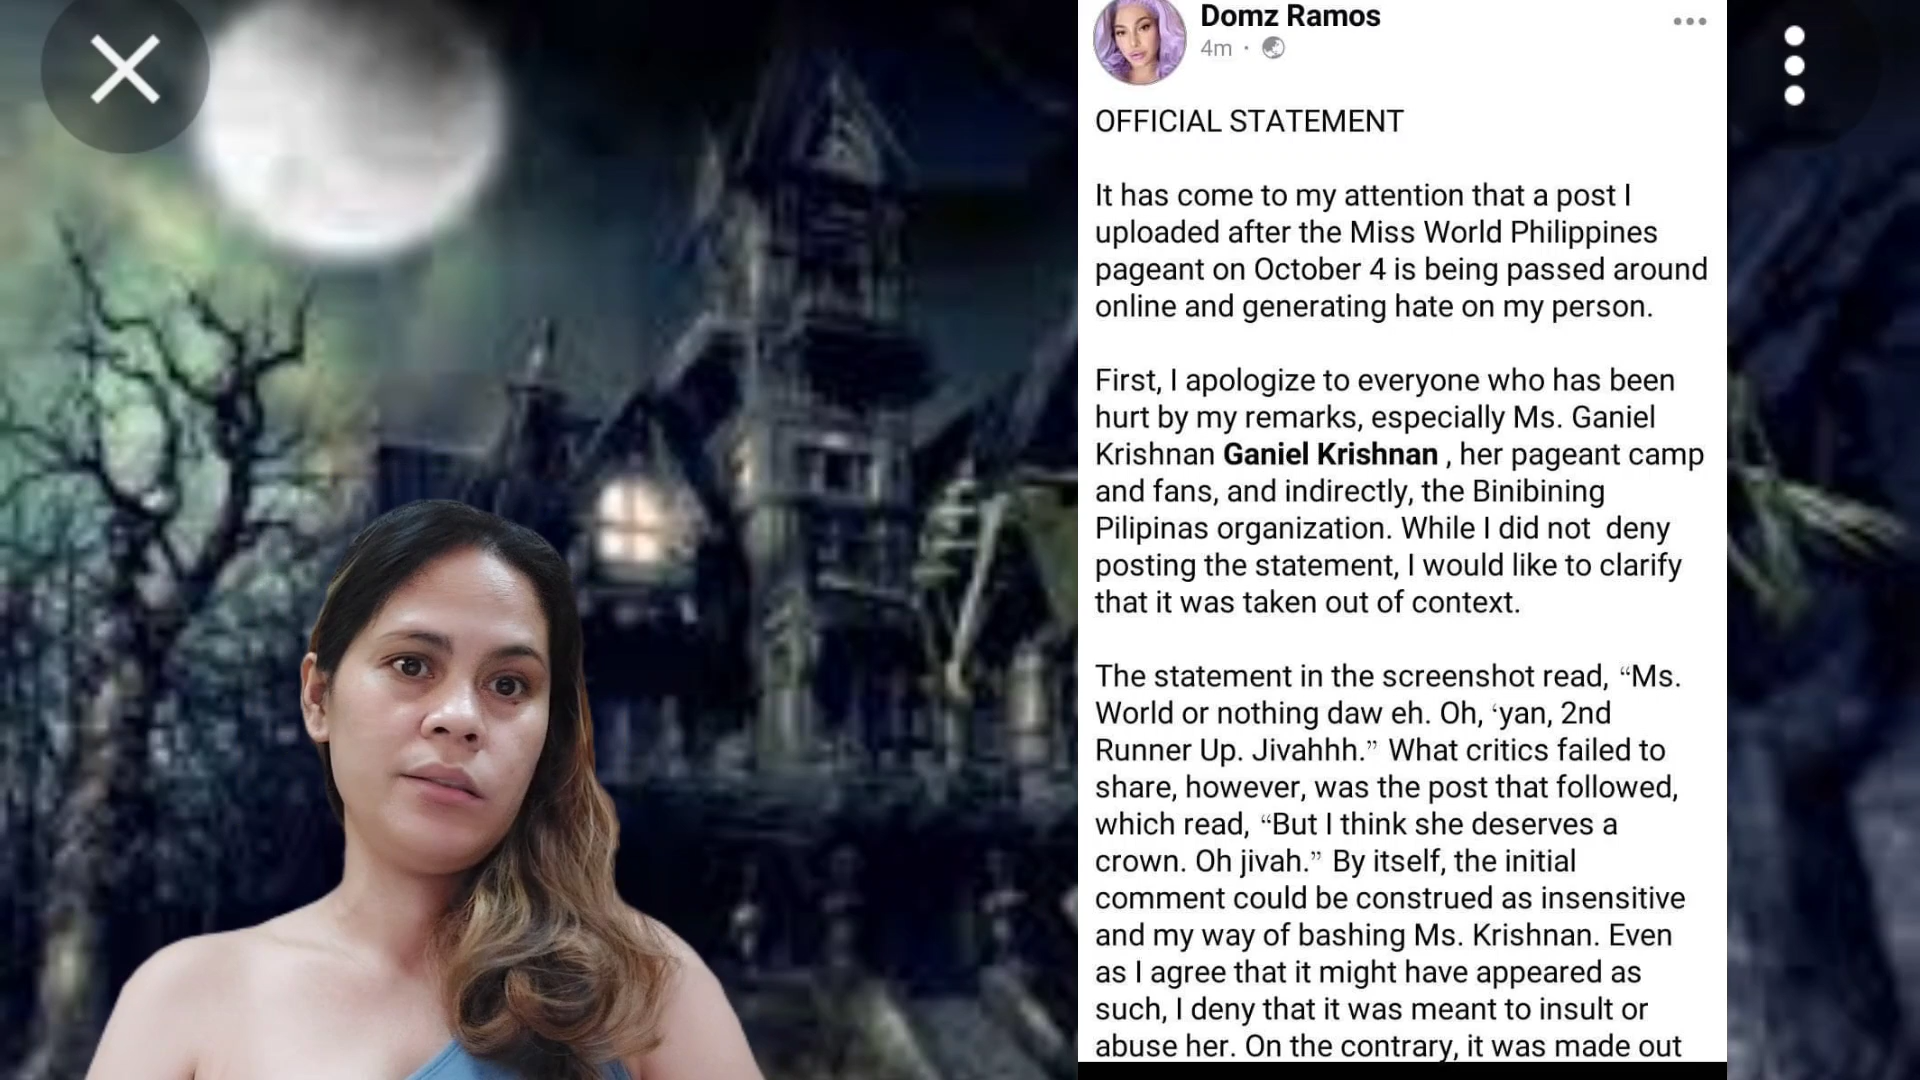 Domz Ramos
4m ·
OFFICIAL STATEMENT
It has come to my attention that a post I
uploaded after the Miss World Philippines
pageant on October 4 is being passed around
online and generating hate on my person.
First, I apologize to everyone who has been
hurt by my remarks, especially Ms. Ganiel
Krishnan Ganiel Krishnan , her pageant camp
and fans, and indirectly, the Binibining
Pilipinas organization. While I did not  deny
posting the statement, I would like to clarify
that it was taken out of context.
The statement in the screenshot read, “Ms.
World or nothing daw eh. Oh, ‘yan, 2nd
Runner Up. Jivahhh.” What critics failed to
share, however, was the post that followed,
which read, “But I think she deserves a
crown. Oh jivah.” By itself, the initial
comment could be construed as insensitive
and my way of bashing Ms. Krishnan. Even
as I agree that it might have appeared as
such, I deny that it was meant to insult or
abuse her. On the contrary, it was made out